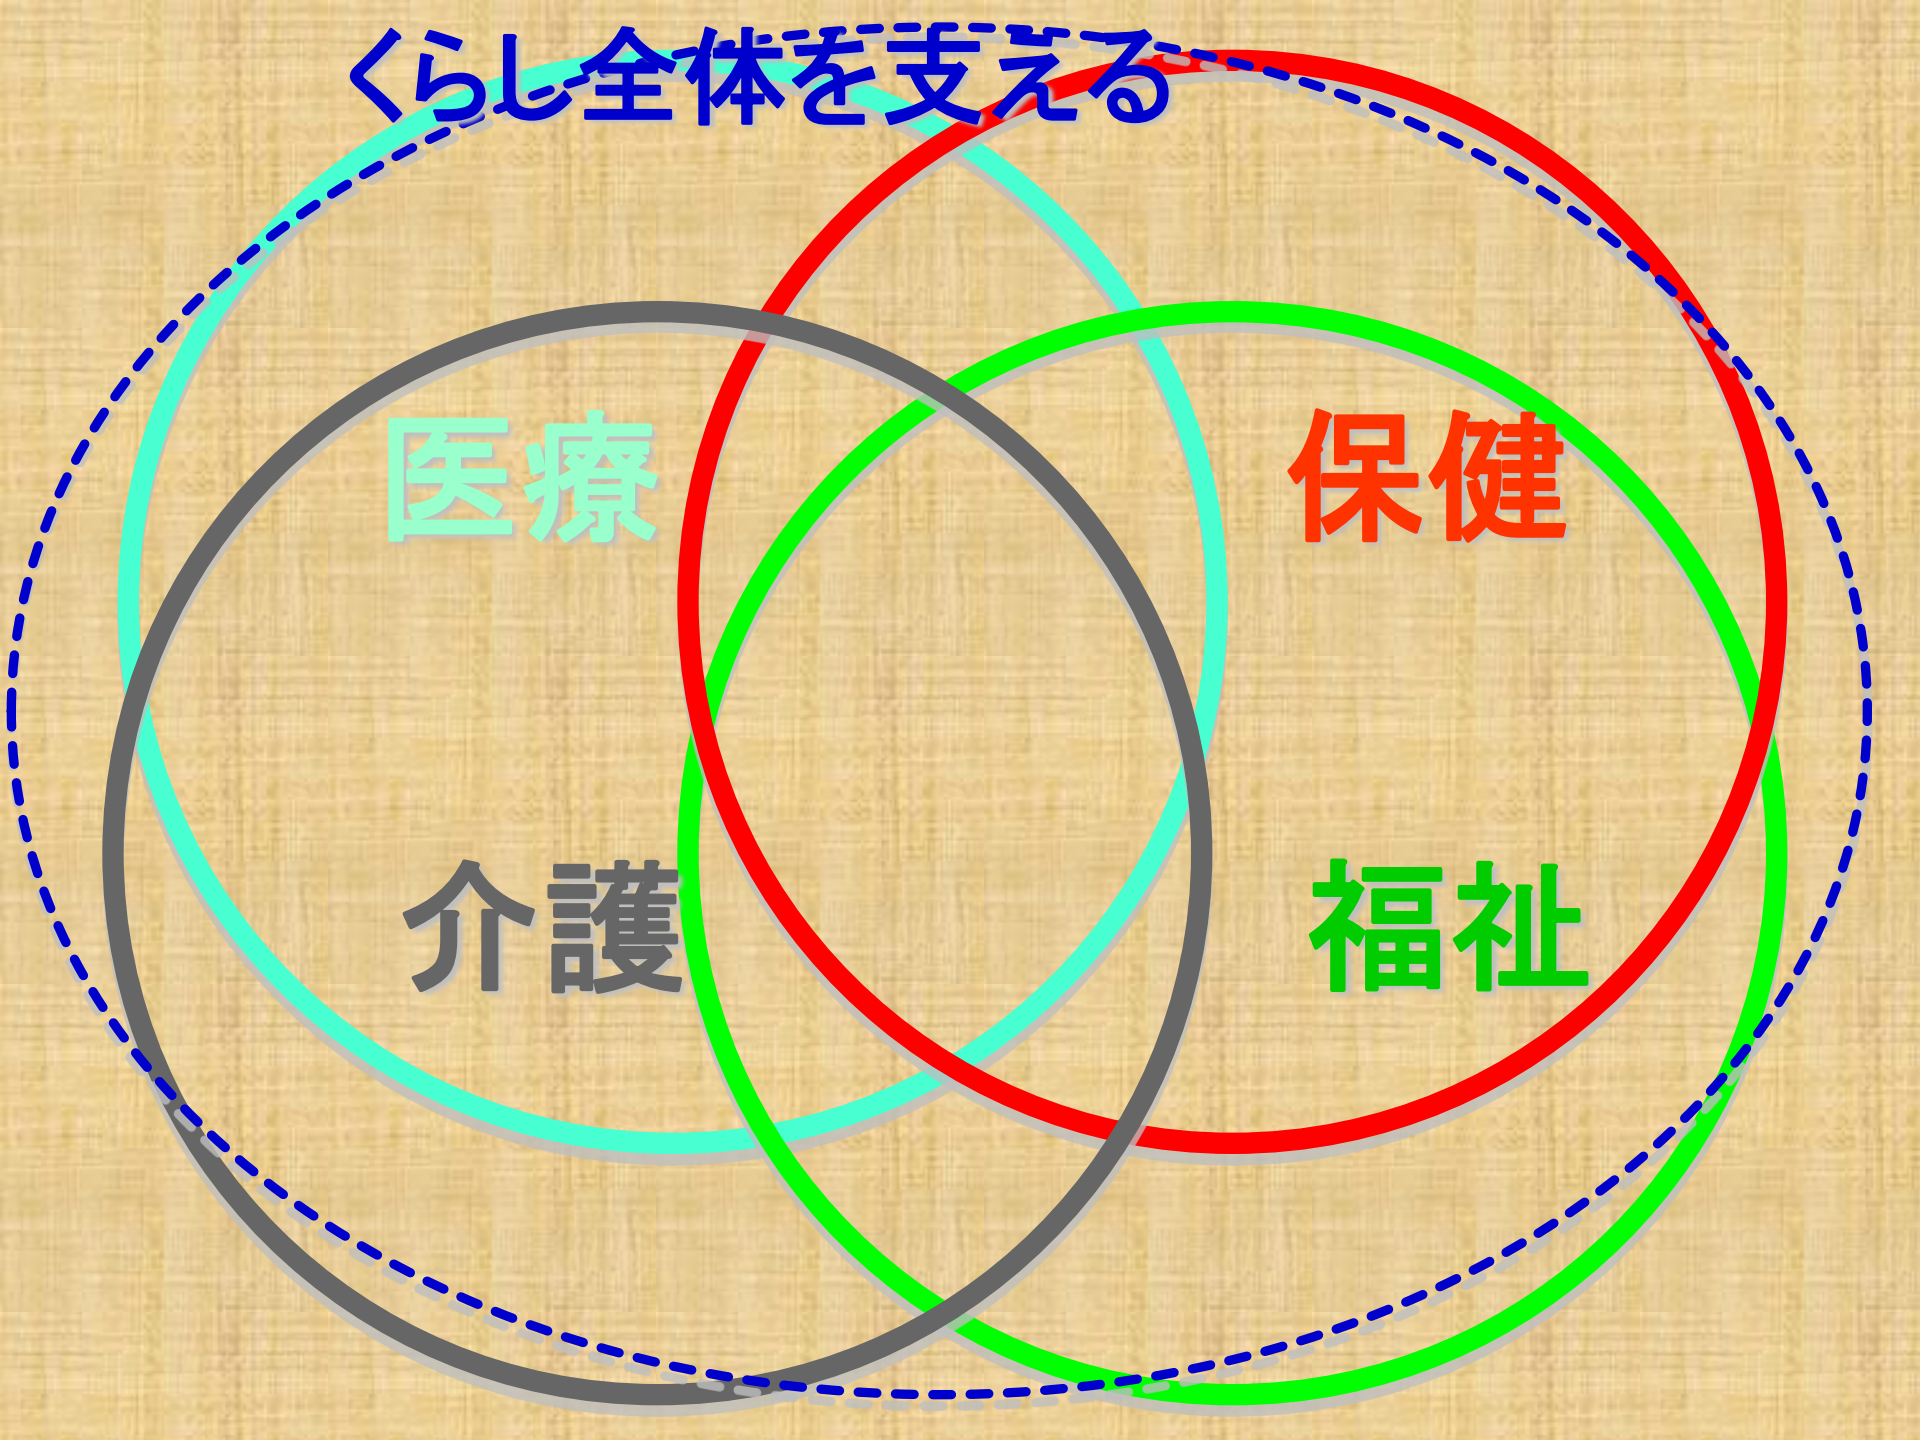 くらし全体を支える
医療
保健
介護
福祉